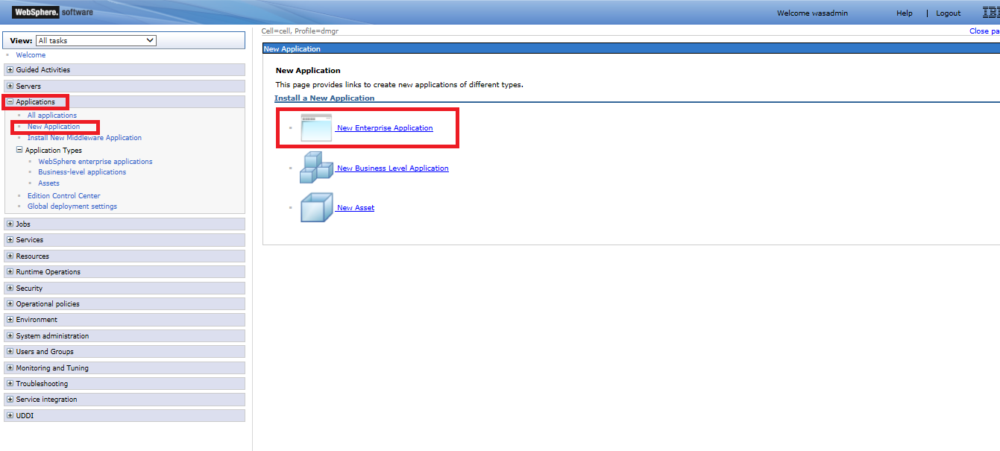 WebSphere. software
Welcome wasadmin
Help | Logout
IBM
View: All tasks
Welcome
Guided Activities
Servers
Applications
All applications
New Application
Install New Middleware Application
Application Types
WebSphere enterprise applications
Business-level applications
Assets
Edition Control Center
Global deployment settings
Jobs
Services
Resources
Runtime Operations
Security
Operational policies
Environment
System administration
Users and Groups
Monitoring and Tuning
Troubleshooting
Service integration
UDDI
Cell=cell, Profile=dmgr
Close pa
New Application
New Application
This page provides links to create new applications of different types.
Install a New Application
New Enterprise Application
New Business Level Application
New Asset